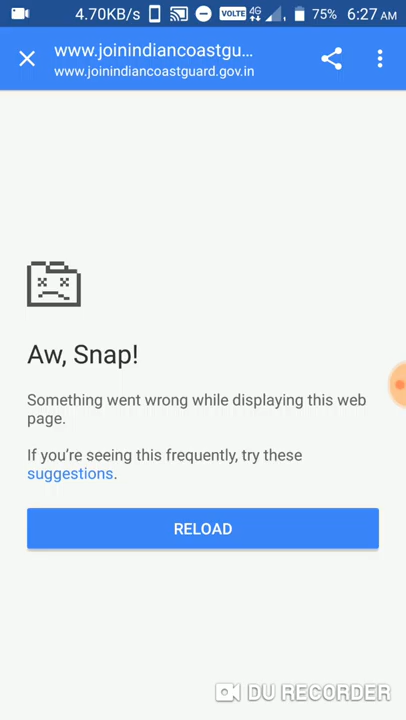 4.70KB/s VOLTE 4G 75% 6:27 AM
www.joinindiancoastgu...
www.joinindiancoastguard.gov.in
Aw, Snap!
Something went wrong while displaying this web
page.
If you’re seeing this frequently, try these
suggestions.
RELOAD
DU RECORDER